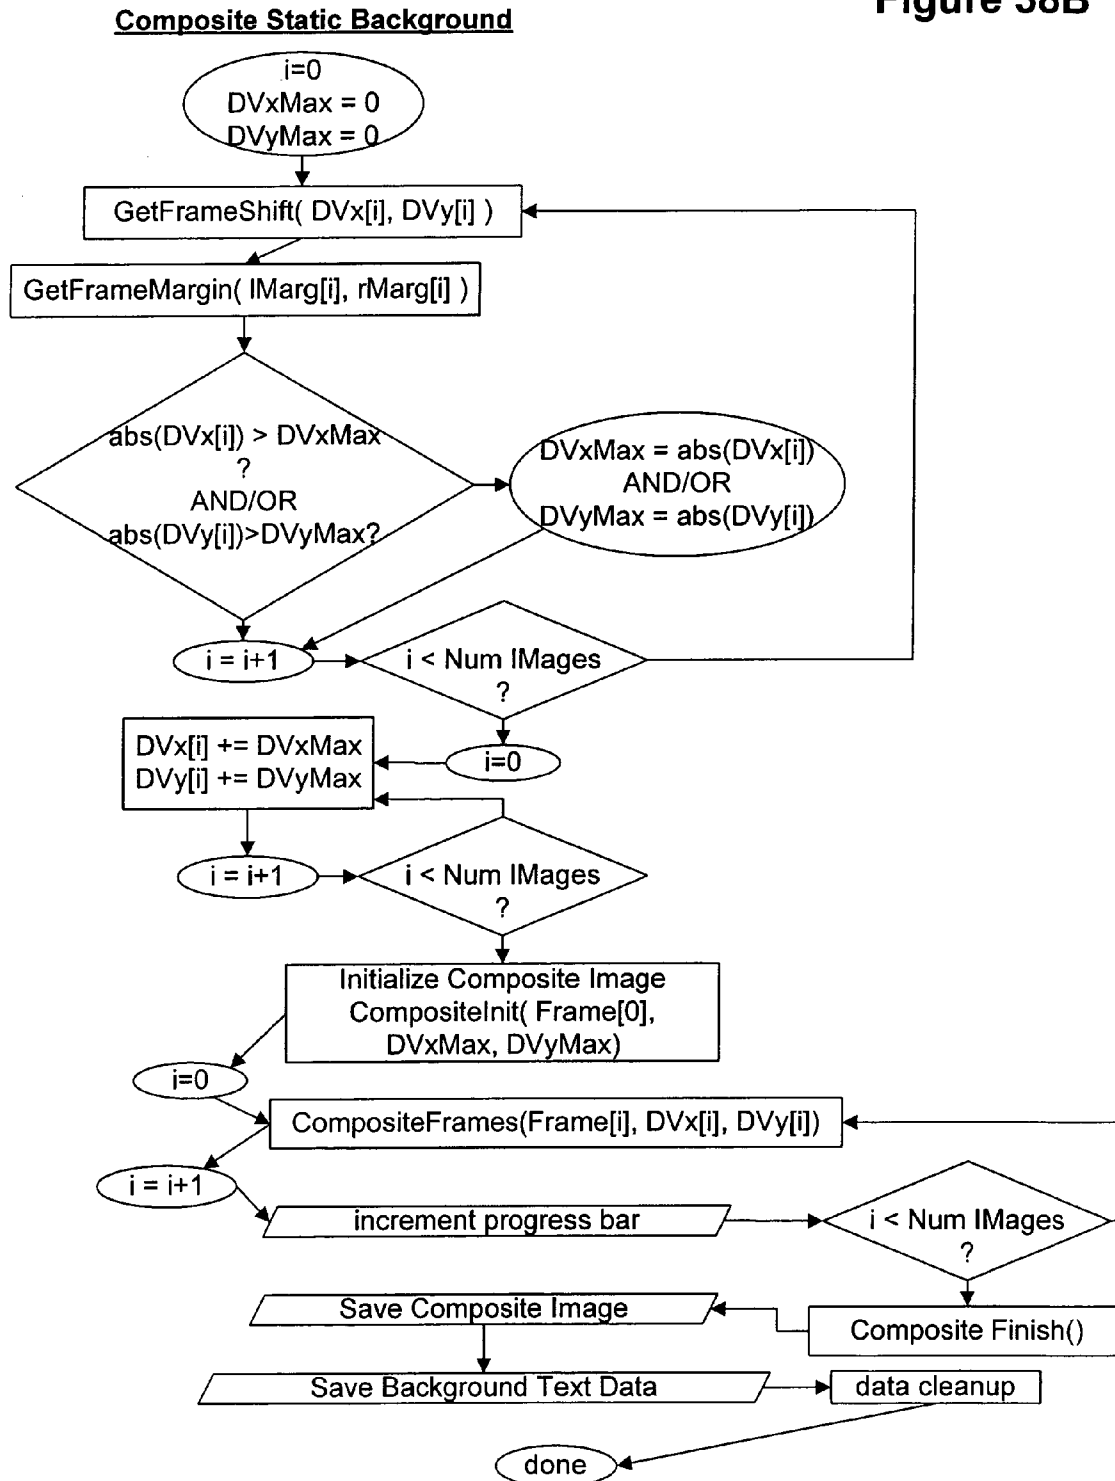 Figure 38B
Composite Static Background
i=0
DVxMax = 0
DVyMax = 0
GetFrameShift( DVx[i], DVy[i] )
GetFrameMargin( lMarg[i], rMarg[i] )
abs(DVx[i]) > DVxMax
?
AND/OR
abs(DVy[i])>DVyMax?
DVxMax = abs(DVx[i])
AND/OR
DVyMax = abs(DVy[i])
i = i+1
i < Num IMages
?
i=0
DVx[i] += DVxMax
DVy[i] += DVyMax
i = i+1
i < Num IMages
?
Initialize Composite Image
CompositeInit( Frame[0],
DVxMax, DVyMax)
i=0
CompositeFrames(Frame[i], DVx[i], DVy[i])
i = i+1
increment progress bar
i < Num IMages
?
Composite Finish()
Save Composite Image
Save Background Text Data
data cleanup
done